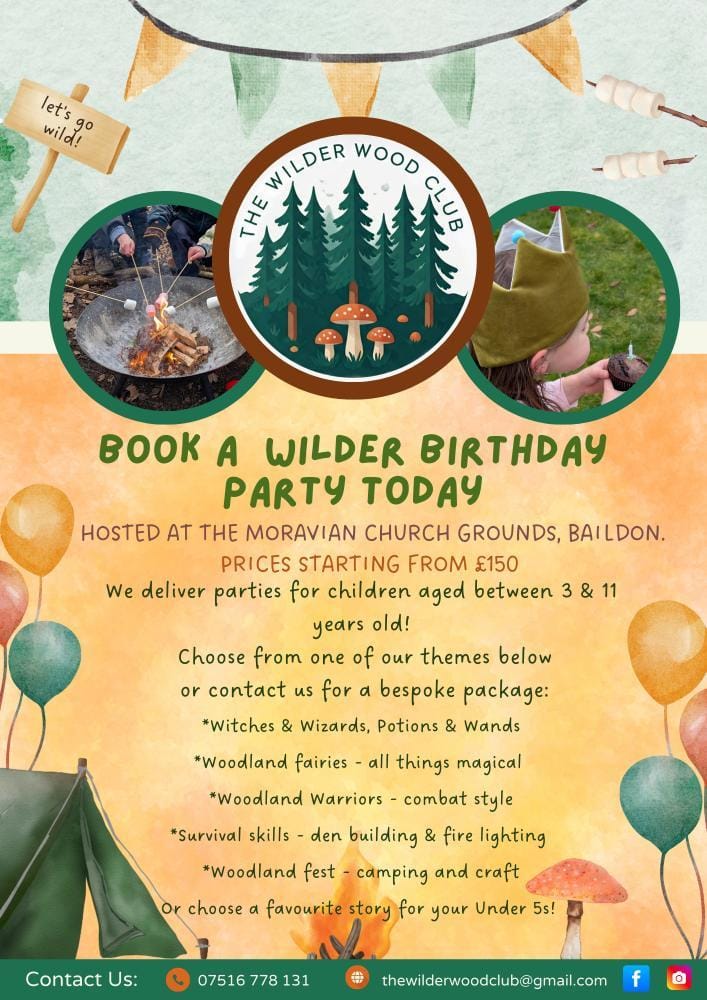 let's go
wild!
THE WILDER WOOD CLUB
BOOK A WILDER BIRTHDAY
PARTY TODAY
HOSTED AT THE MORAVIAN CHURCH GROUNDS, BAILDON.
PRICES STARTING FROM £150
We deliver parties for children aged between 3 & 11
years old!
Choose from one of our themes below
or contact us for a bespoke package:
*Witches & Wizards, Potions & Wands
*Woodland fairies - all things magical
*Woodland Warriors - combat style
*Survival skills - den building & fire lighting
*Woodland fest - camping and craft
Or choose a favourite story for your Under 5s!
Contact Us: 07516 778 131 thewilderwoodclub@gmail.com